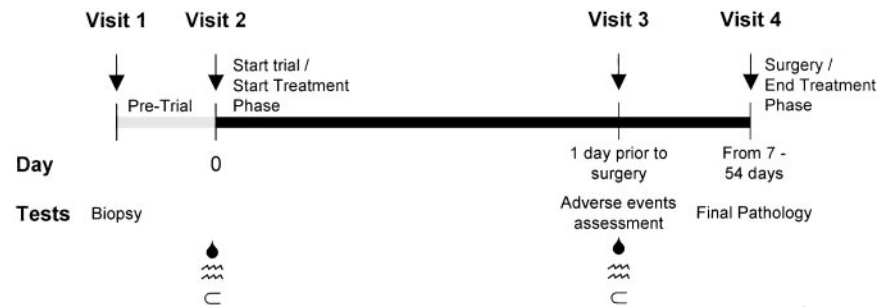 Visit 1 Visit 2 Visit 3 Visit 4
Start trial /
Start Treatment
Phase
Surgery /
End Treatment
Phase
Pre-Trial
Day 0 1 day prior to
surgery From 7 -
54 days
Tests Biopsy Adverse events
assessment Final Pathology